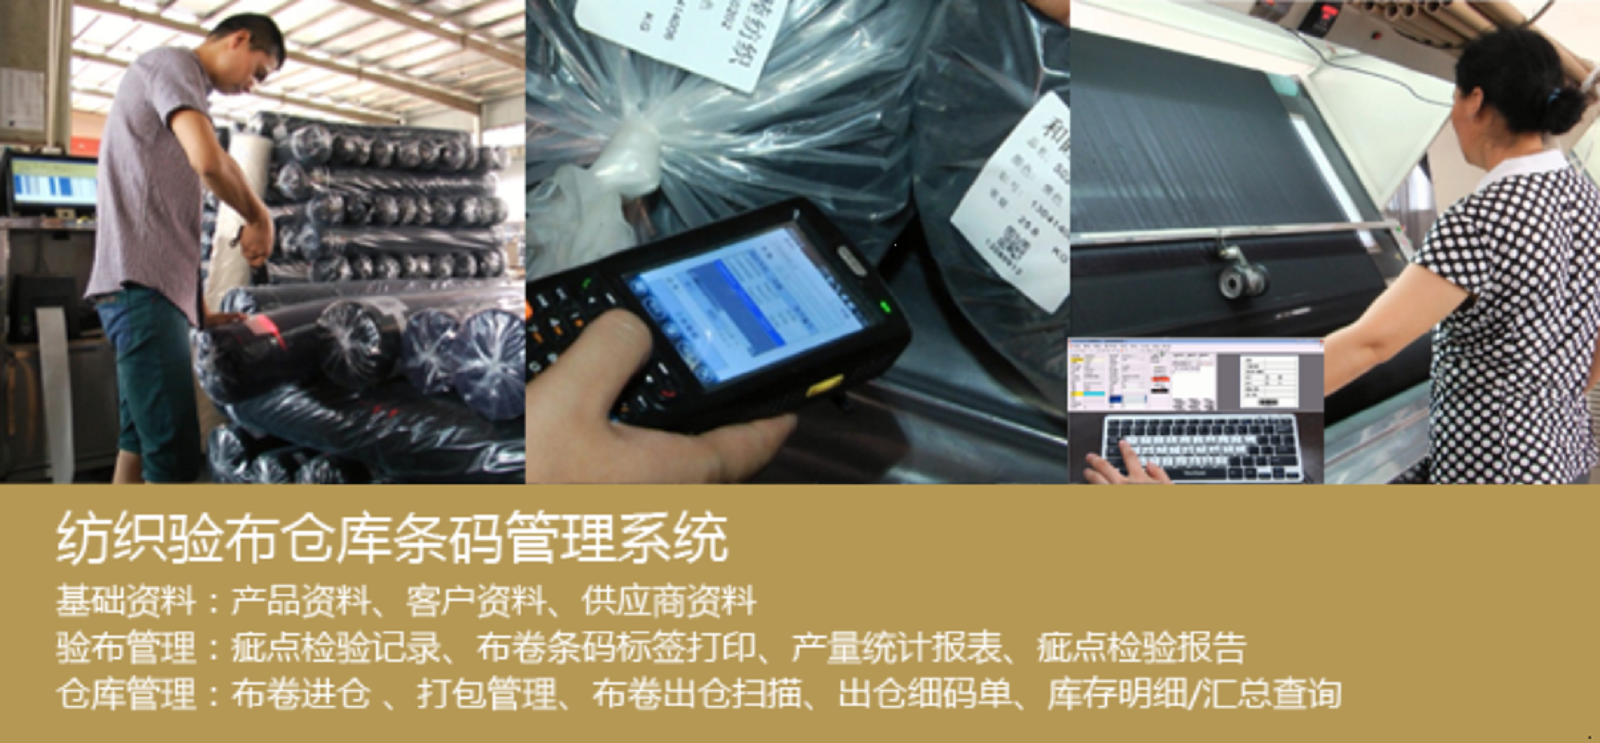 纺织验布仓库条码管理系统
基础资料：产品资料、客户资料、供应商资料
验布管理：疵点检验记录、布卷条码标签打印、产量统计报表、疵点检验报告
仓库管理：布卷进仓 、打包管理、布卷出仓扫描、出仓细码单、库存明细/汇总查询